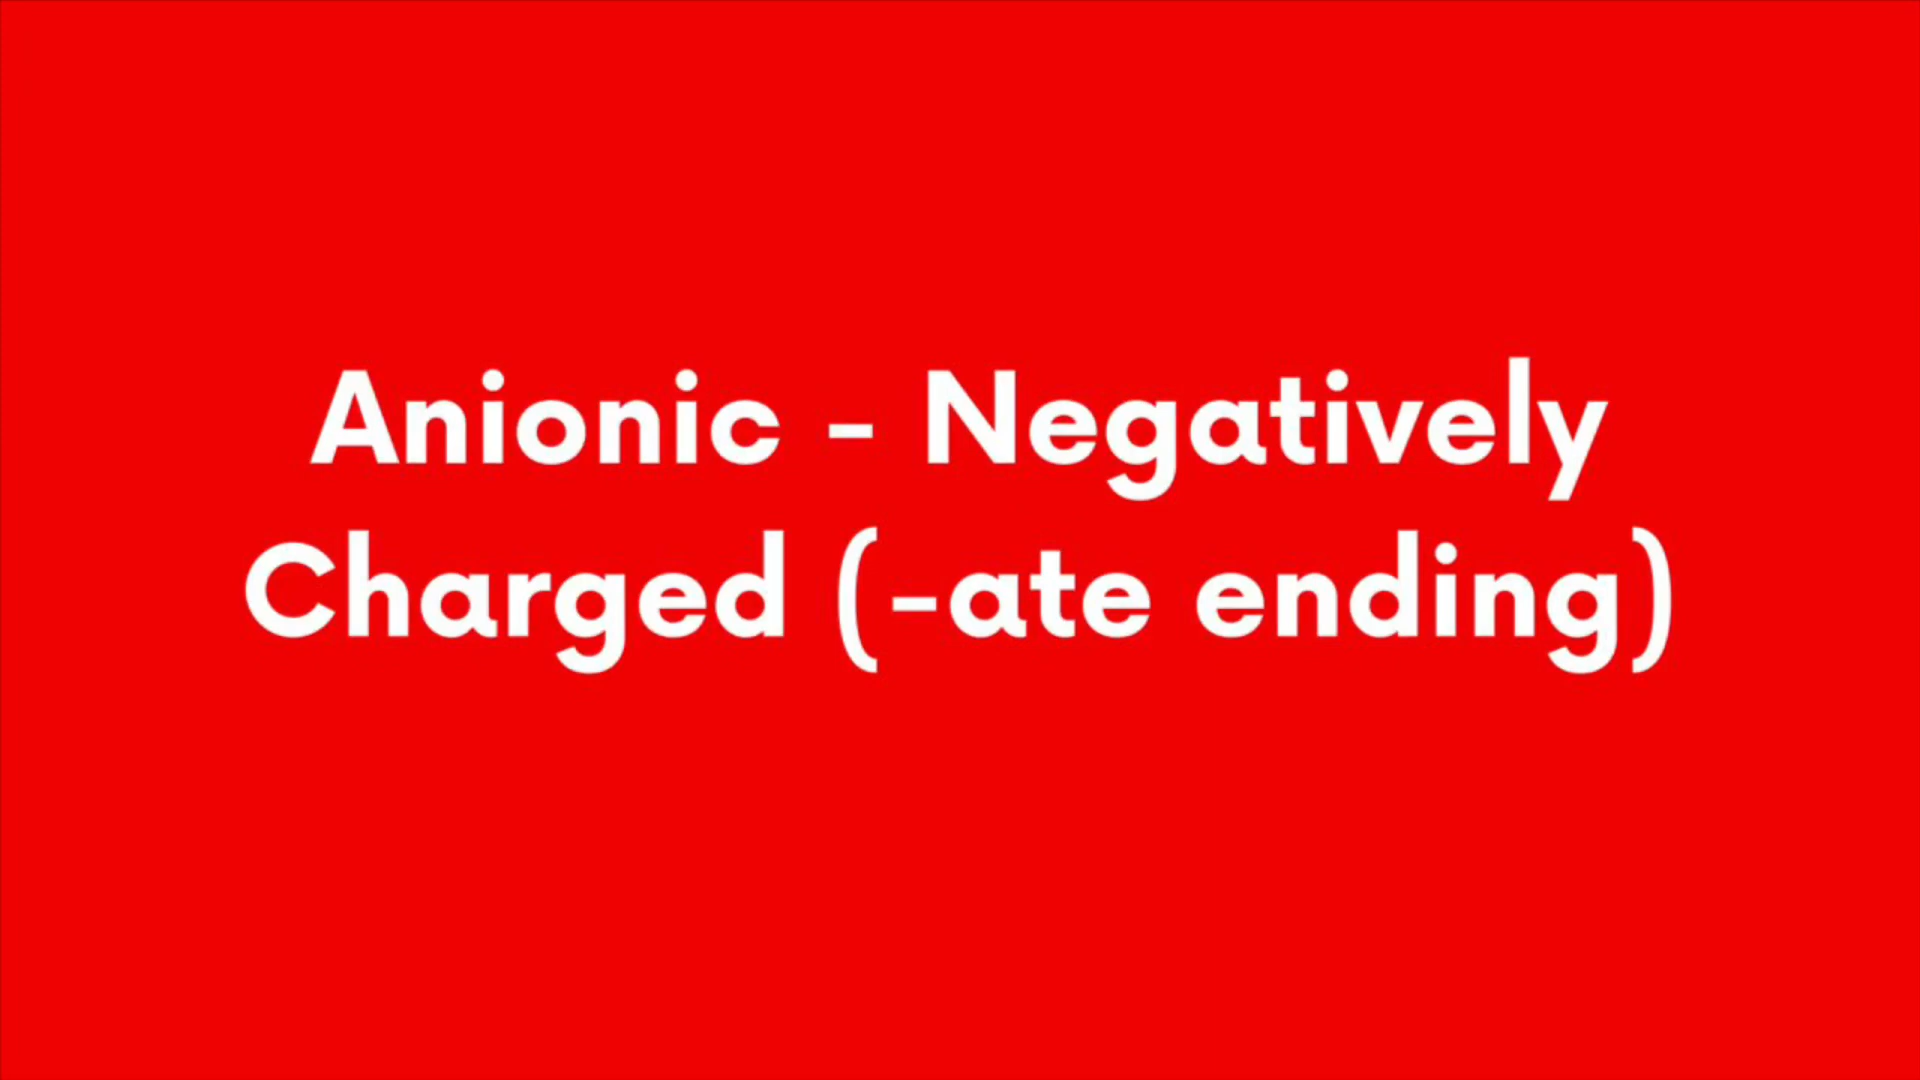 Anionic - Negatively
Charged (-ate ending)